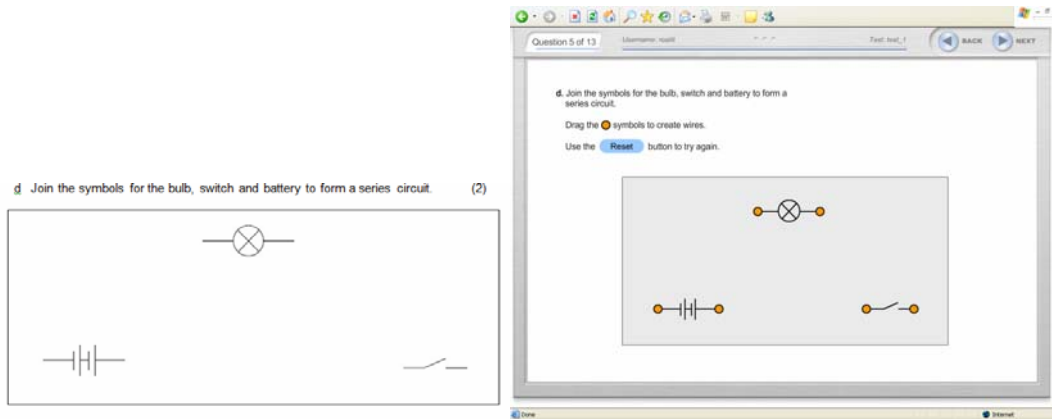 d Join the symbols for the bulb, switch and battery to form a series circuit. (2)
Question 5 of 13
Test: test_1
BACK
NEXT
d. Join the symbols for the bulb, switch and battery to form a
series circuit.
Drag the symbols to create wires.
Use the Reset button to try again.
Done
Internet